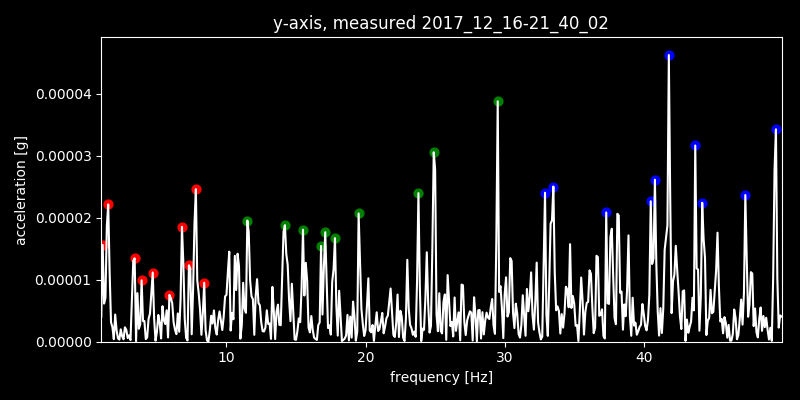 y-axis, measured 2017_12_16-21_40_02
acceleration [g]
0.00004
0.00003
0.00002
0.00001
0.00000
10 20 30 40
frequency [Hz]